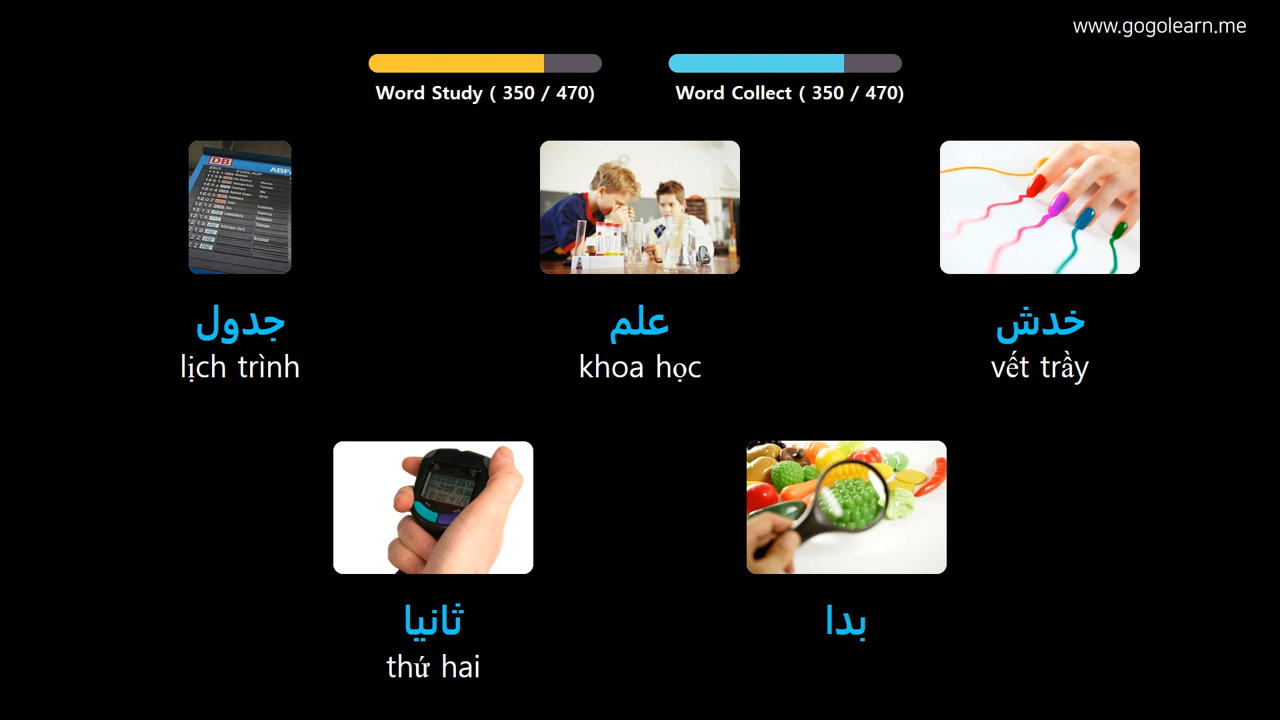 www.gogolearn.me
Word Study ( 350 / 470)
Word Collect ( 350 / 470)
DB
جدول
lịch trình
علم
khoa học
خدش
vết trầy
ثانيا
thứ hai
بدا